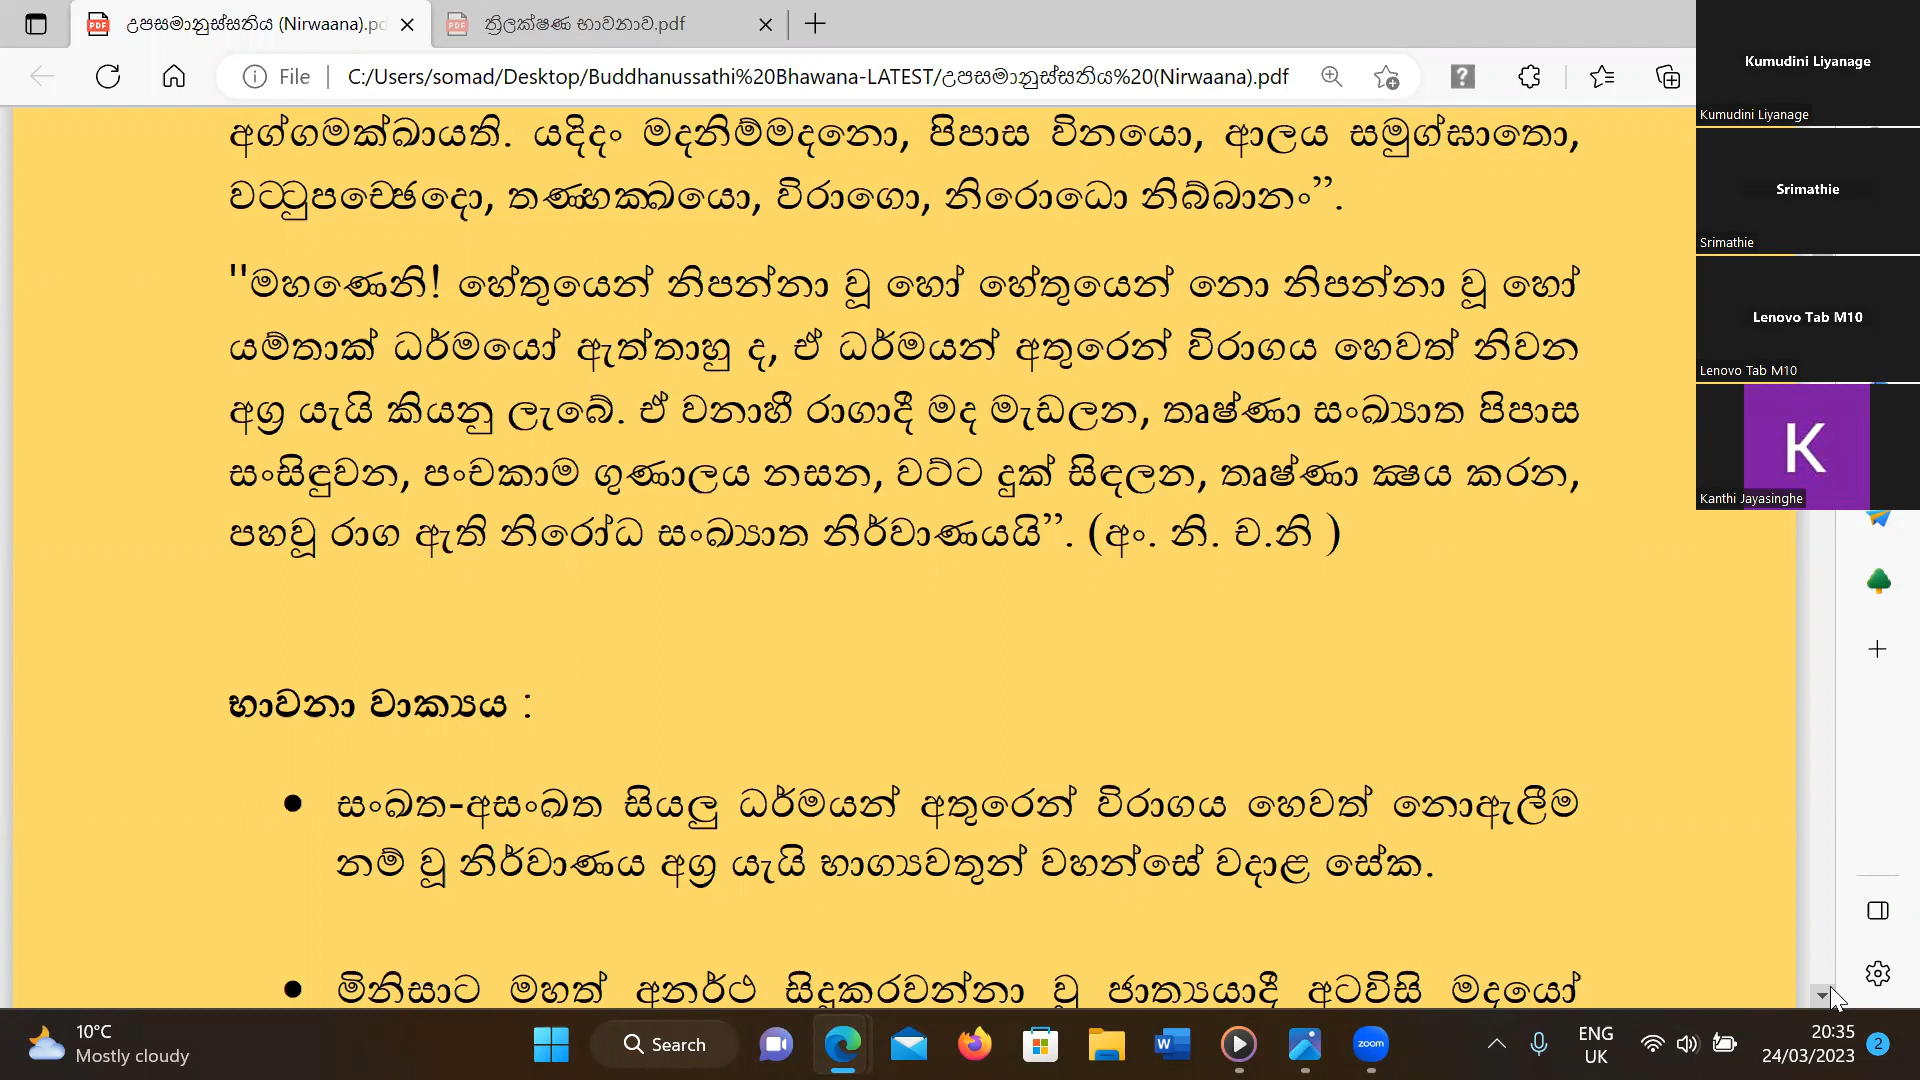 උපසමානුස්සතිය (Nirwaana).pd
ත්‍රිලක්ෂණ භාවනාව.pdf
File
C:/Users/somad/Desktop/Buddhanussathi%20Bhawana-LATEST/උපසමානුස්සතිය%20(Nirwaana).pdf
අග්ගමක්ඛායති. යදිදං මදනිම්මදනො, පිපාස විනයො, ආලය සමුග්ඝාතො,
වට්ටුපච්ඡෙදො, තණ්හක්ඛයො, විරාගො, නිරොධො නිබ්බානං”.
"මහණෙනි! හේතුයෙන් නිපන්නා වූ හෝ හේතුයෙන් නො නිපන්නා වූ හෝ
යම්තාක් ධර්මයෝ ඇත්තාහු ද, ඒ ධර්මයන් අතුරෙන් විරාගය හෙවත් නිවන
අග්‍ර යැයි කියනු ලැබේ. ඒ වනාහී රාගාදී මද මැඩලන, තෘෂ්ණා සංඛ්‍යාත පිපාස
සංසිඳුවන, පංචකාම ගුණාලය නසන, වට්ට දුක් සිඳලන, තෘෂ්ණා ක්‍ෂය කරන,
පහවූ රාග ඇති නිරෝධ සංඛ්‍යාත නිර්වාණයයි”. (අං. නි. ච.නි )
භාවනා වාක්‍යය :
● සංඛත-අසංඛත සියලු ධර්මයන් අතුරෙන් විරාගය හෙවත් නොඇලීම
නම් වූ නිර්වාණය අග්‍ර යැයි භාග්‍යවතුන් වහන්සේ වදාළ සේක.
● මිනිසාට මහත් අනර්ථ සිදුකරවන්නා වූ ජාත්‍යයාදී අටවිසි මදයෝ
Kumudini Liyanage
Kumudini Liyanage
Srimathie
Srimathie
Lenovo Tab M10
Lenovo Tab M10
K
Kanthi Jayasinghe
10°C
Mostly cloudy
Search
zoom
ENG
UK
20:35
24/03/2023
2